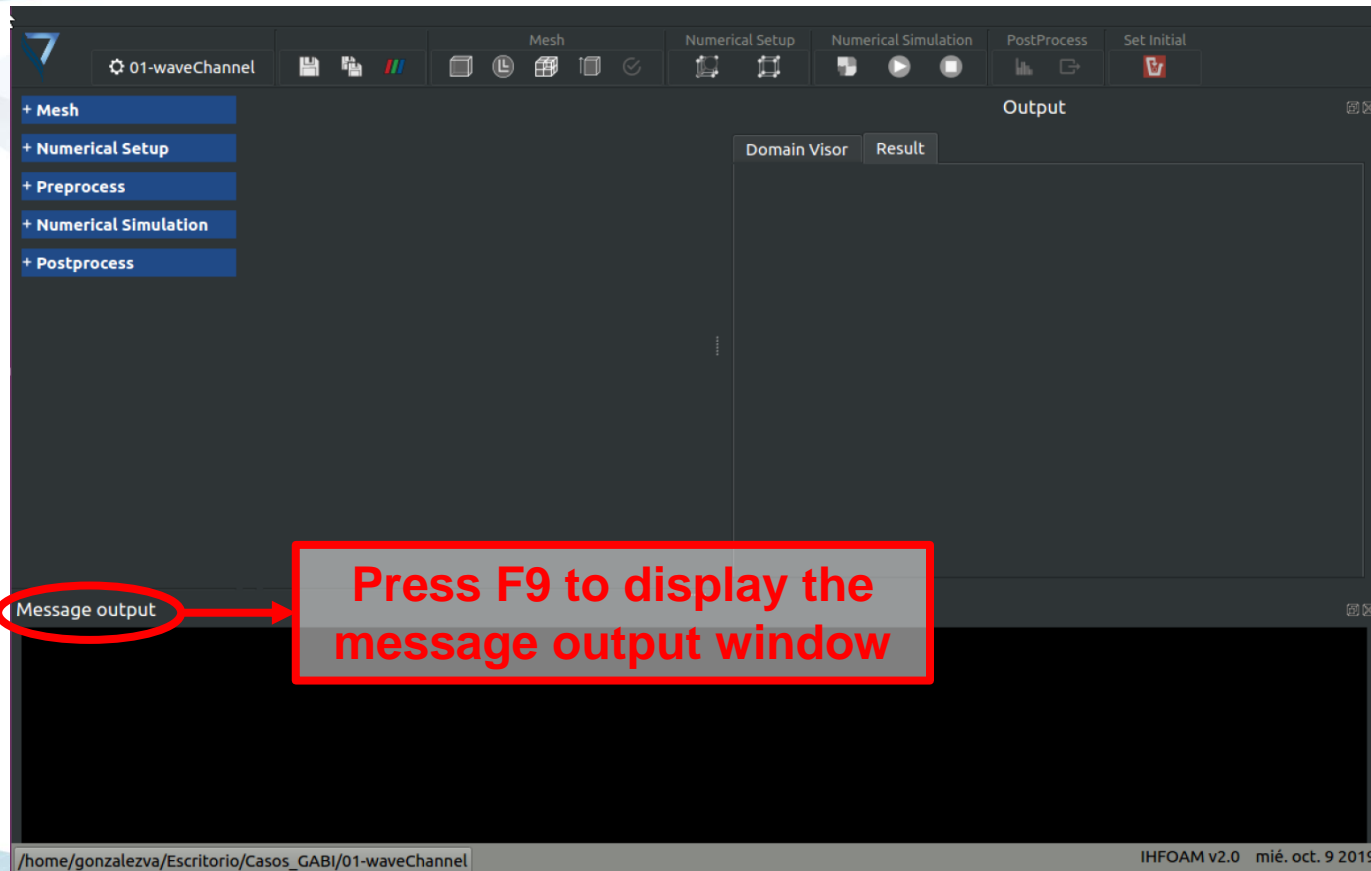 Mesh
Numerical Setup
Numerical Simulation
PostProcess
Set Initial
01-waveChannel
+ Mesh
+ Numerical Setup
+ Preprocess
+ Numerical Simulation
+ Postprocess
Output
Domain Visor
Result
Press F9 to display the
message output window
Message output
/home/gonzalezva/Escritorio/Casos_GABI/01-waveChannel
IHFOAM v2.0 mié. oct. 9 2019